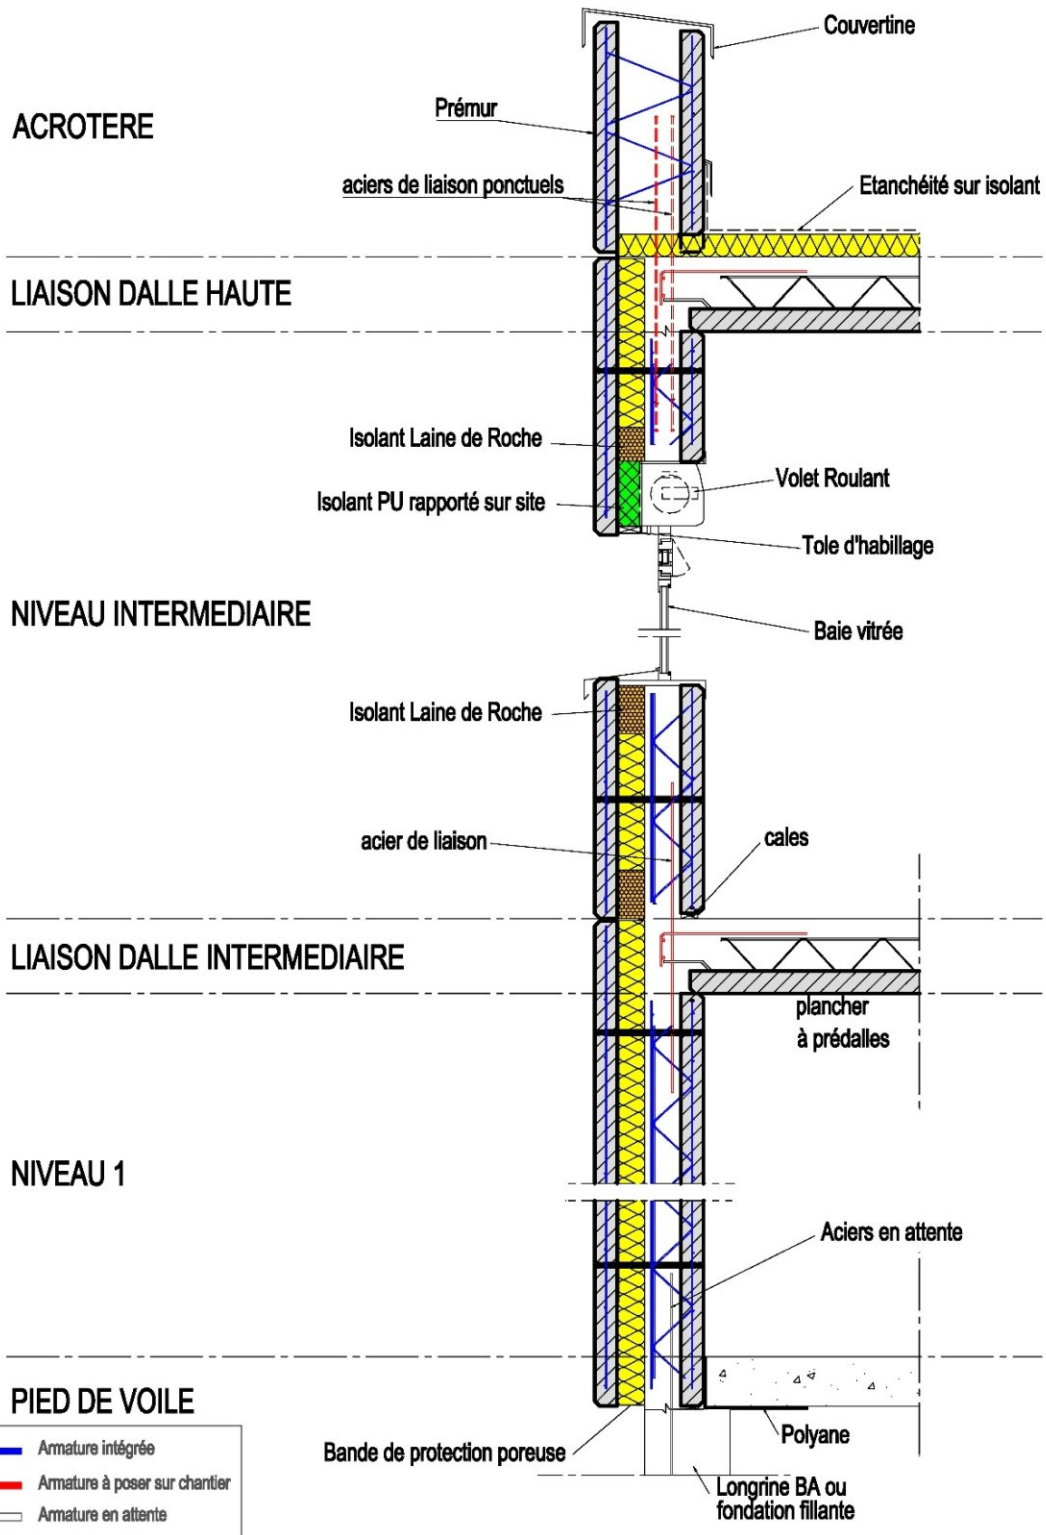 Couvertine
ACROTERE
Prémur
aciers de liaison ponctuels
Etanchéité sur isolant
LIAISON DALLE HAUTE
Isolant Laine de Roche
Volet Roulant
Isolant PU rapporté sur site
Tole d'habillage
NIVEAU INTERMEDIAIRE
Baie vitrée
Isolant Laine de Roche
acier de liaison
cales
LIAISON DALLE INTERMEDIAIRE
plancher
à prédalles
NIVEAU 1
Aciers en attente
PIED DE VOILE
Armature intégrée
Armature à poser sur chantier
Armature en attente
Bande de protection poreuse
Polyane
Longrine BA ou
fondation filante